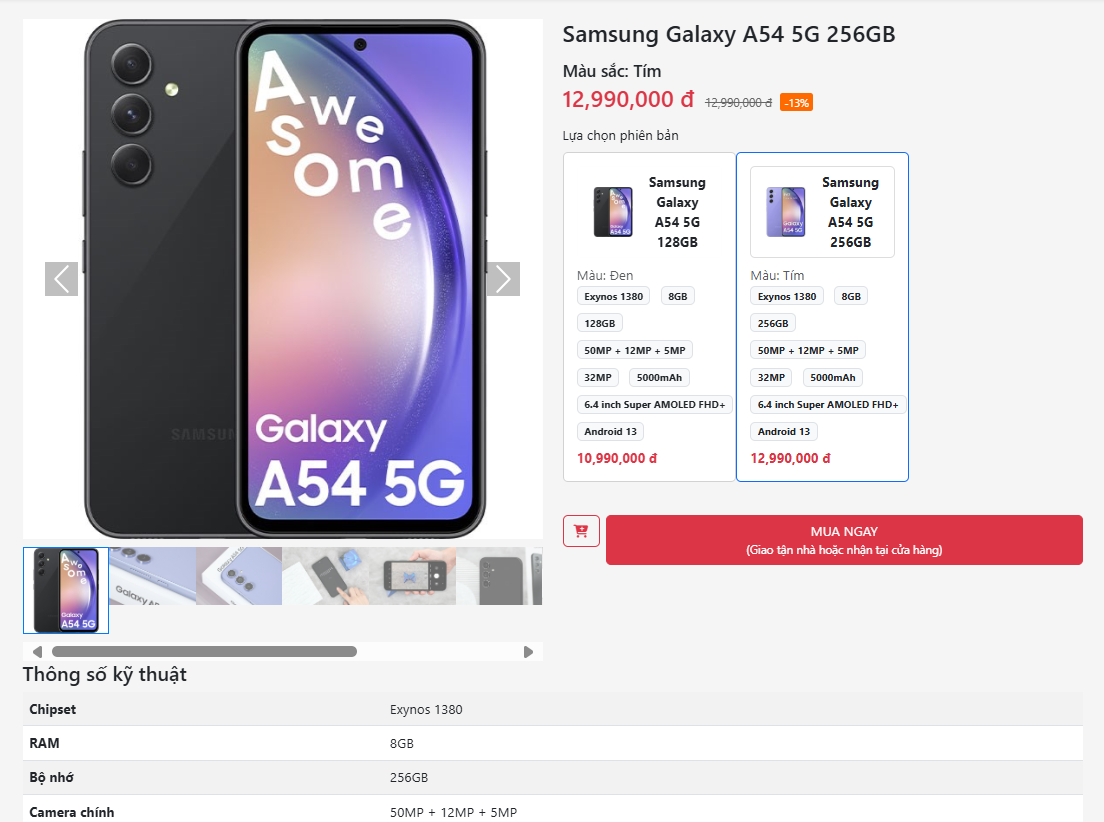 Samsung Galaxy A54 5G 256GB
Màu sắc: Tím
12,990,000 đ 12,990,000 đ -13%
Lựa chọn phiên bản
Awesome
Galaxy
A54 5G
SAMSUN
Samsung
Galaxy
A54 5G
128GB
Màu: Đen
Exynos 1380 8GB
128GB
50MP + 12MP + 5MP
32MP 5000mAh
6.4 inch Super AMOLED FHD+
Android 13
10,990,000 đ
Samsung
Galaxy
A54 5G
256GB
Màu: Tím
Exynos 1380 8GB
256GB
50MP + 12MP + 5MP
32MP 5000mAh
6.4 inch Super AMOLED FHD+
Android 13
12,990,000 đ
MUA NGAY
(Giao tận nhà hoặc nhận tại cửa hàng)
Thông số kỹ thuật
Chipset Exynos 1380
RAM 8GB
Bộ nhớ 256GB
Camera chính 50MP + 12MP + 5MP